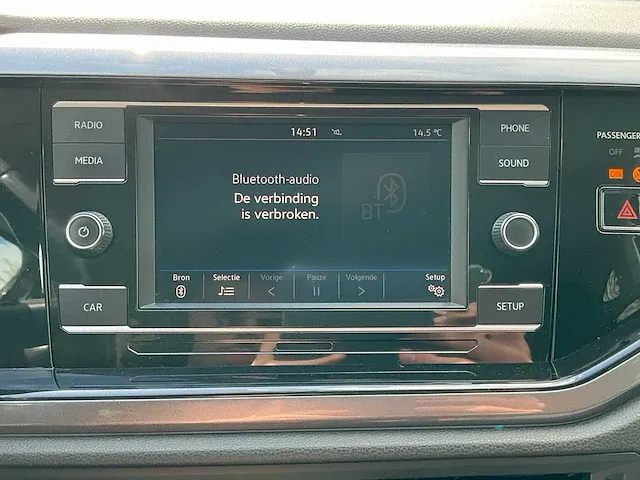 RADIO
MEDIA
CAR
14:51
14.5 °C
Bluetooth-audio
De verbinding
is verbroken.
BT
Bron
Selectie
Vorige
Pauze
Volgende
Setup
PHONE
SOUND
SETUP
PASSENGER
OFF
ON